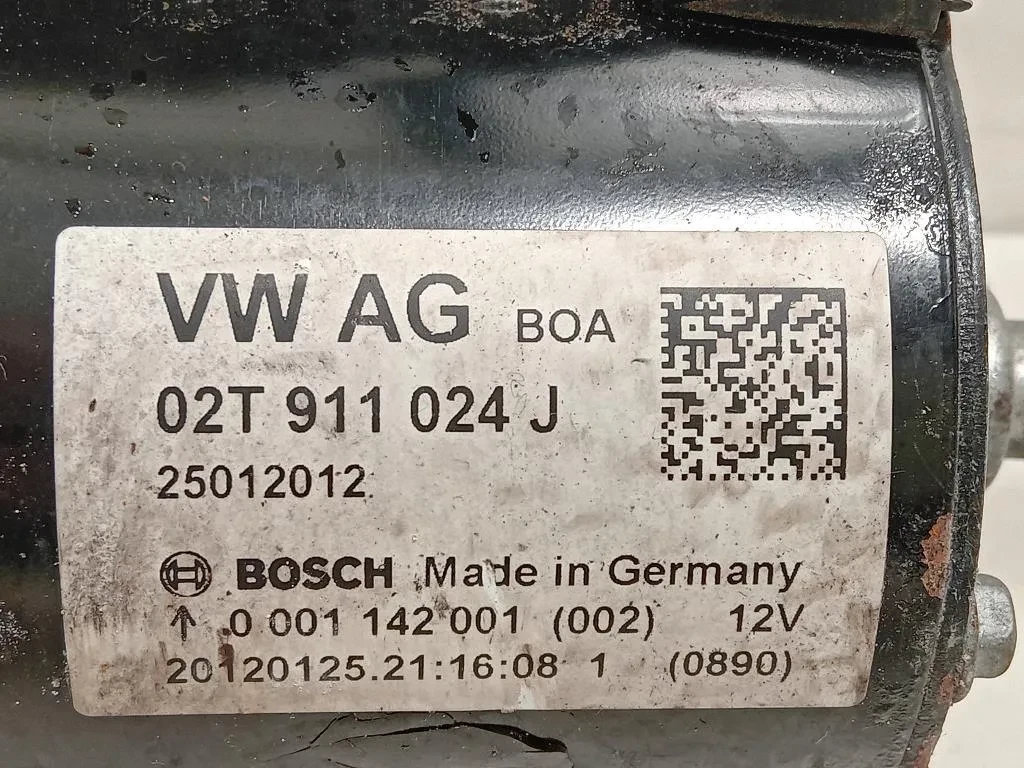 VW AG BOA
02T 911 024 J
25012012
BOSCH Made in Germany
↑ 0 001 142 001 (002) 12V
20120125.21:16:08 1 (0890)